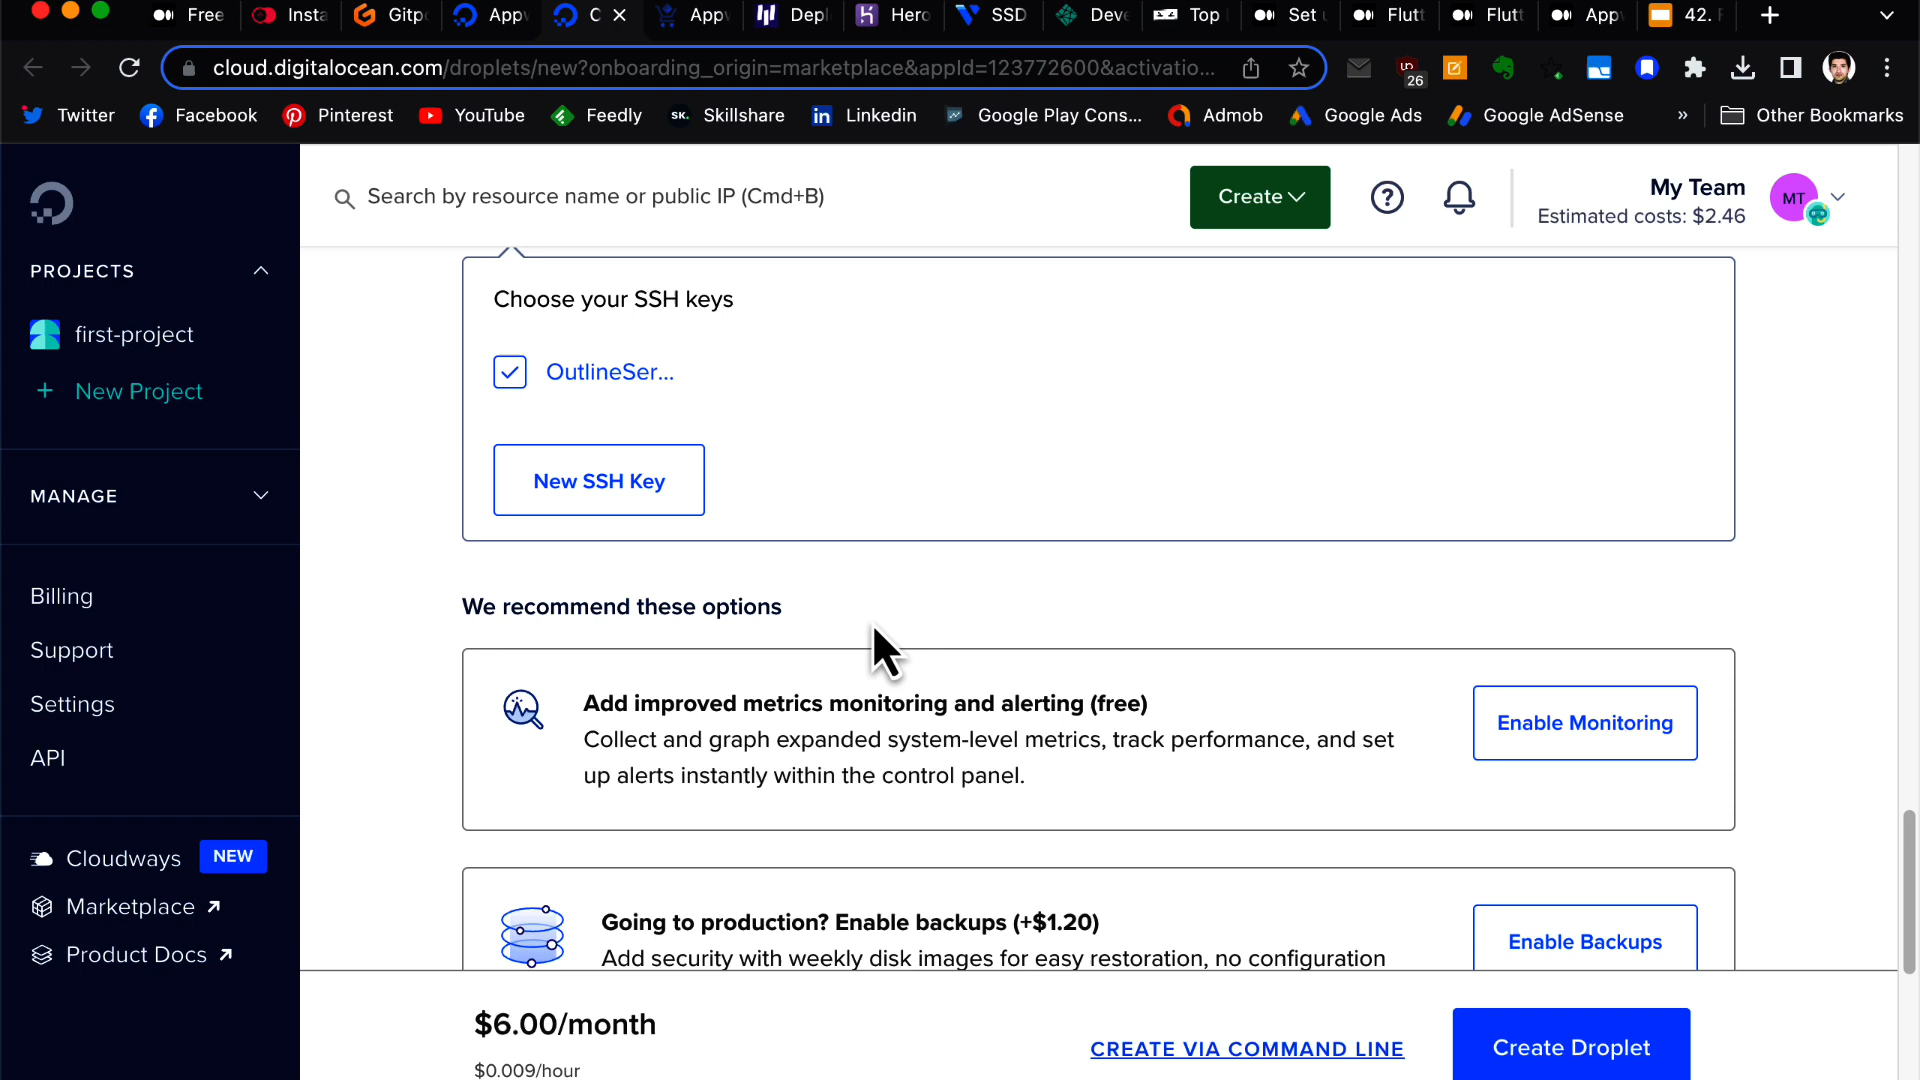 Free
Insta
Gitp
Appw
C
Appw
Depl
Hero
SSD
Deve
Top
Set u
Flutt
Flutt
Appw
42. F
cloud.digitalocean.com/droplets/new?onboarding_origin=marketplace&appId=123772600&activatio...
26
Twitter
Facebook
Pinterest
YouTube
Feedly
SK.
Skillshare
Linkedin
Google Play Cons...
Admob
Google Ads
Google AdSense
»
Other Bookmarks
Search by resource name or public IP (Cmd+B)
Create
My Team
Estimated costs: $2.46
MT
PROJECTS
first-project
+ New Project
MANAGE
Billing
Support
Settings
API
Cloudways NEW
Marketplace
Product Docs
Choose your SSH keys
OutlineSer...
New SSH Key
We recommend these options
Add improved metrics monitoring and alerting (free)
Collect and graph expanded system-level metrics, track performance, and set
up alerts instantly within the control panel.
Enable Monitoring
Going to production? Enable backups (+$1.20)
Add security with weekly disk images for easy restoration, no configuration
Enable Backups
$6.00/month
$0.009/hour
CREATE VIA COMMAND LINE
Create Droplet